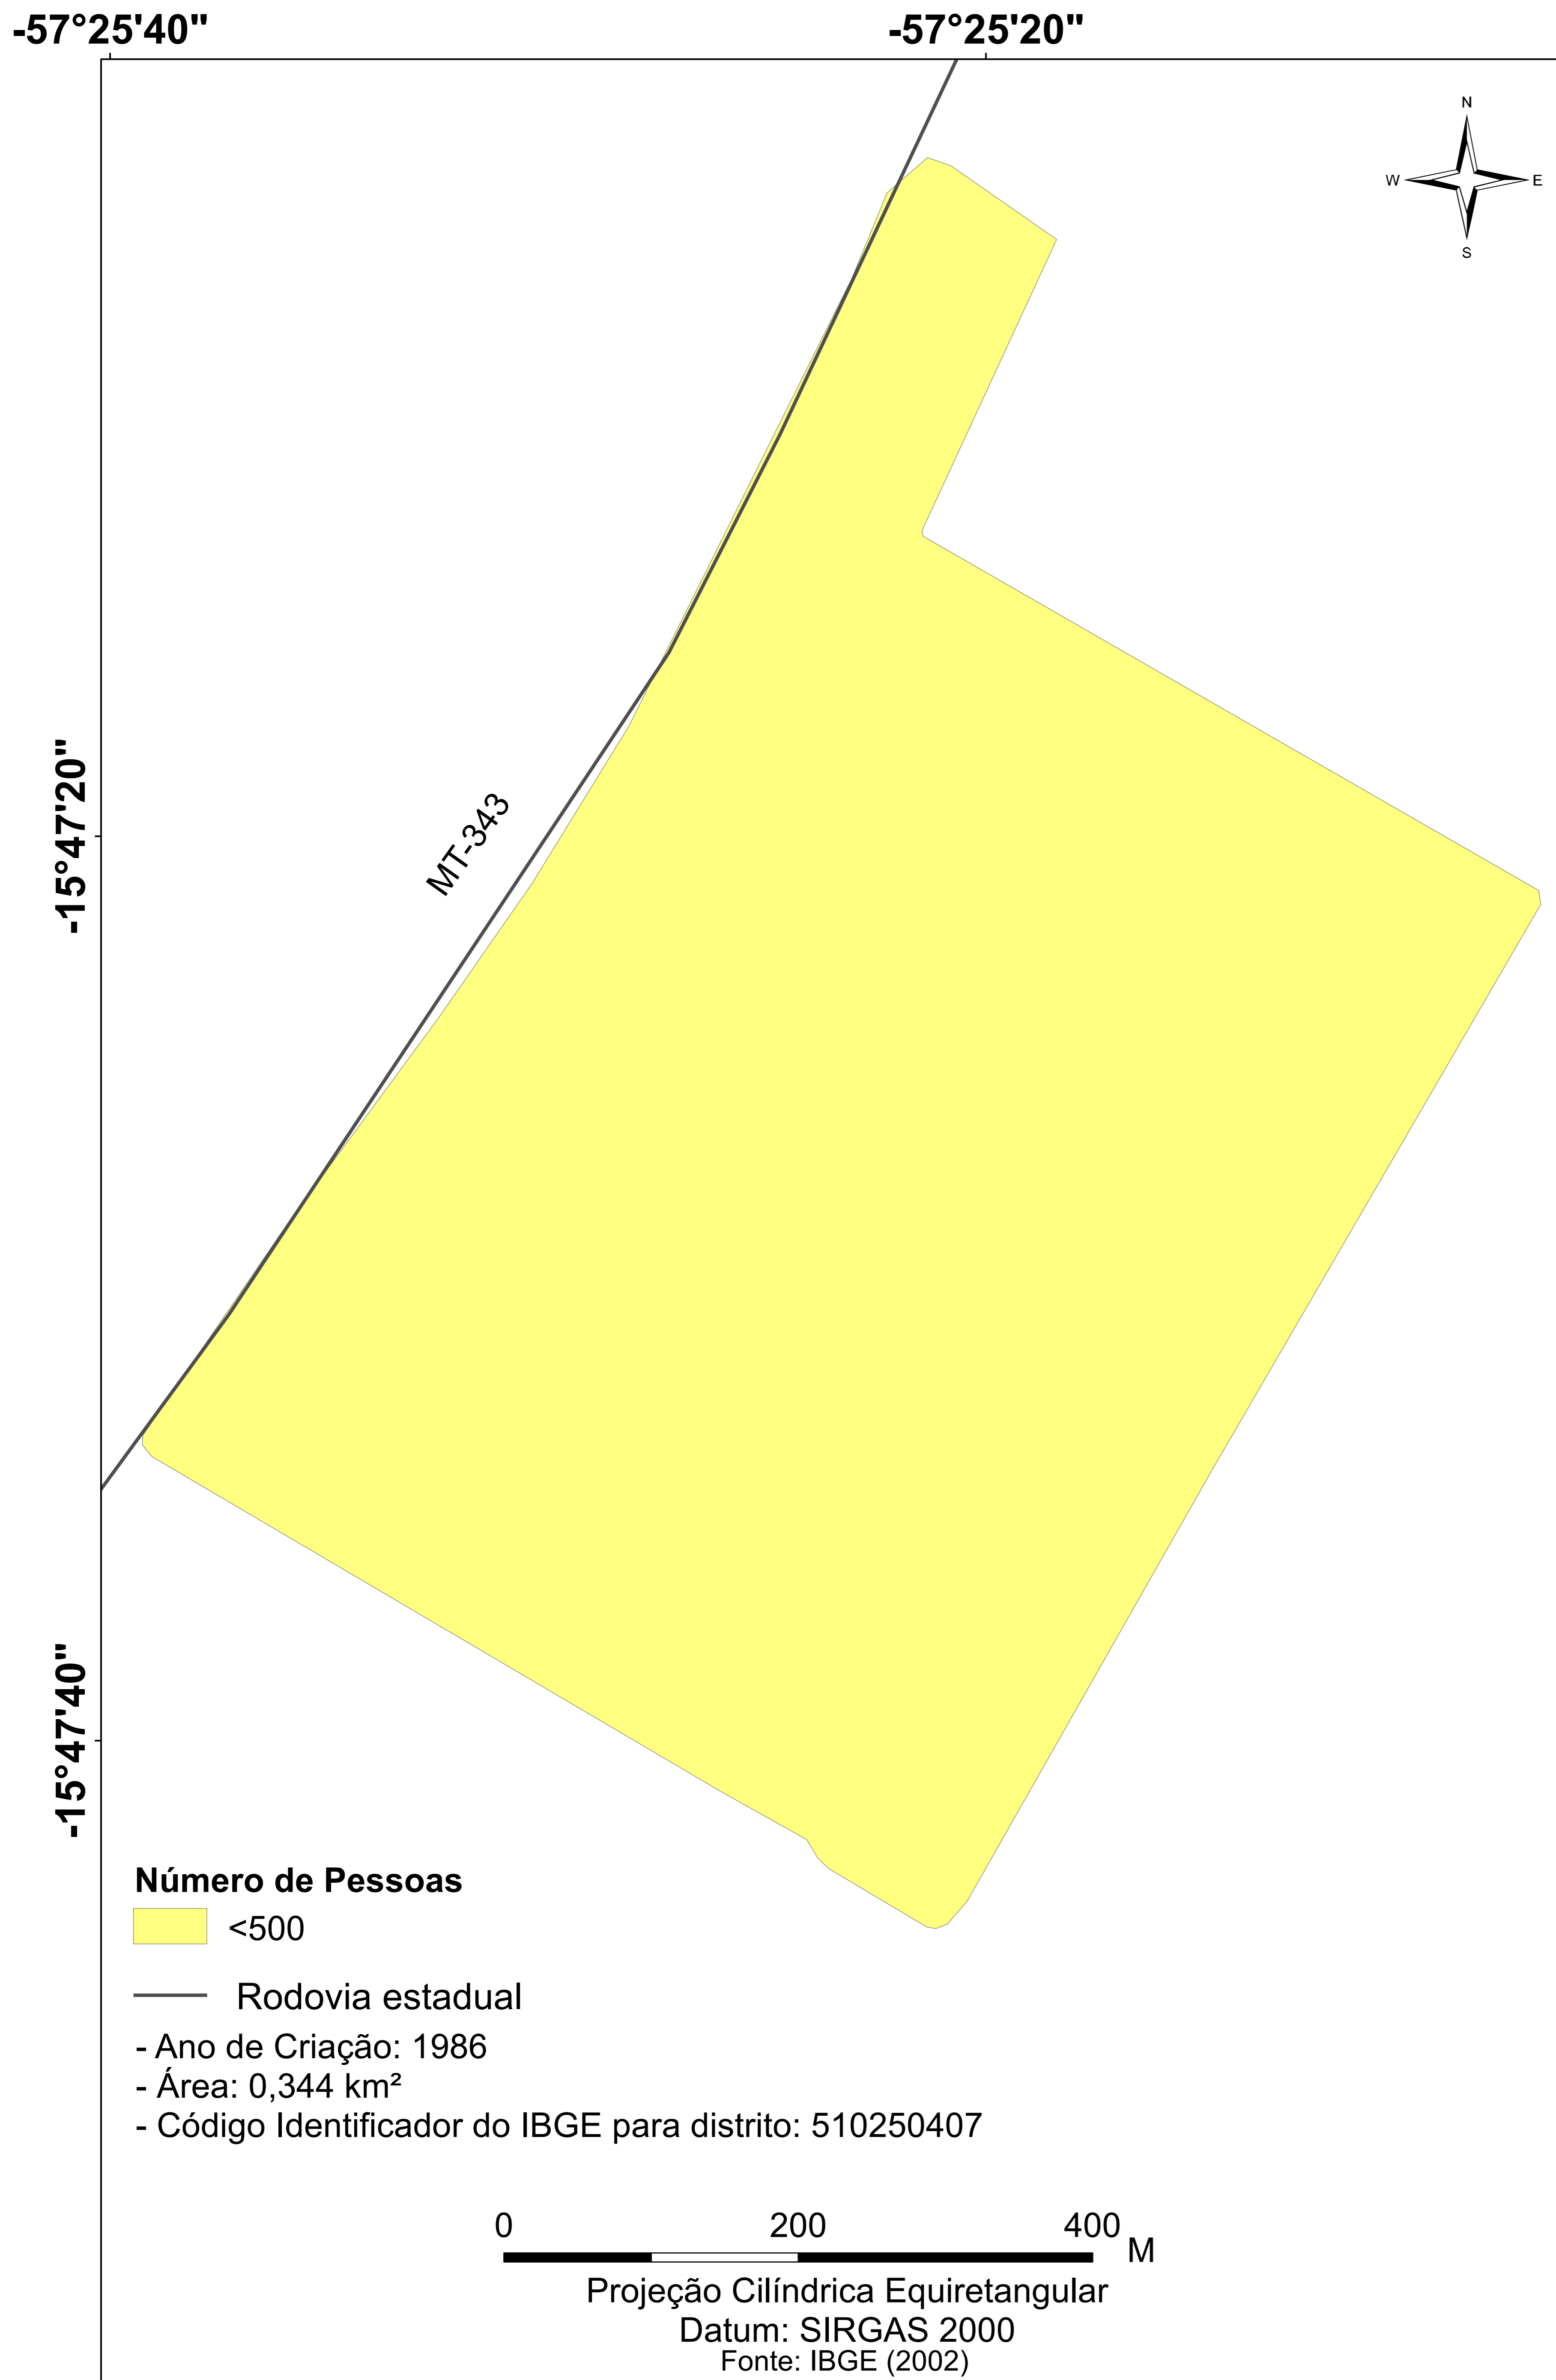 -57°25'40"
-57°25'20"
N
W
E
S
-15°47'20"
MT-343
-15°47'40"
Número de Pessoas
<500
Rodovia estadual
- Ano de Criação: 1986
- Área: 0,344 km²
- Código Identificador do IBGE para distrito: 510250407
0 200 400 M
Projeção Cilíndrica Equiretangular
Datum: SIRGAS 2000
Fonte: IBGE (2002)